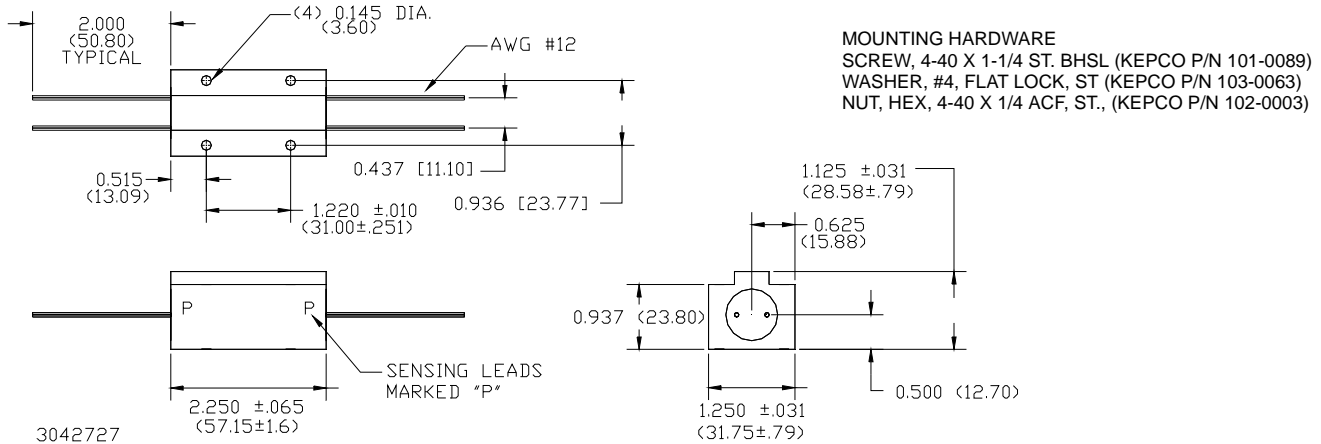 2.000
(50.80)
TYPICAL
(4) 0.145 DIA.
(3.60)
AWG #12
MOUNTING HARDWARE
SCREW, 4-40 X 1-1/4 ST. BHSL (KEPCO P/N 101-0089)
WASHER, #4, FLAT LOCK, ST (KEPCO P/N 103-0063)
NUT, HEX, 4-40 X 1/4 ACF, ST., (KEPCO P/N 102-0003)
0.515
(13.09)
0.437 [11.10]
1.220 ±.010
(31.00±.251)
0.936 [23.77]
1.125 ±.031
(28.58±.79)
0.625
(15.88)
P
P
0.937 (23.80)
SENSING LEADS
MARKED "P"
0.500 (12.70)
2.250 ±.065
(57.15±1.6)
1.250 ±.031
(31.75±.79)
3042727